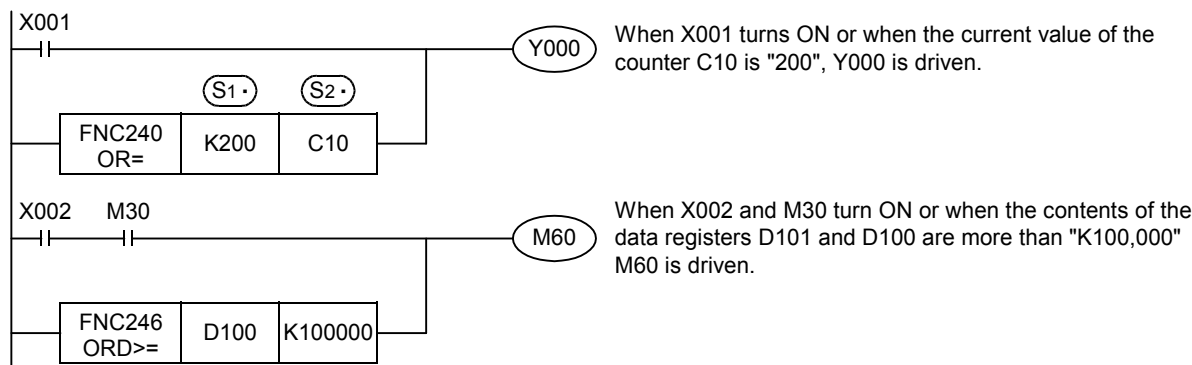 X001
Y000
When X001 turns ON or when the current value of the
counter C10 is "200", Y000 is driven.
S1・ S2・
FNC240
OR=
K200
C10
X002 M30
M60
When X002 and M30 turn ON or when the contents of the
data registers D101 and D100 are more than "K100,000"
M60 is driven.
FNC246
ORD>=
D100
K100000